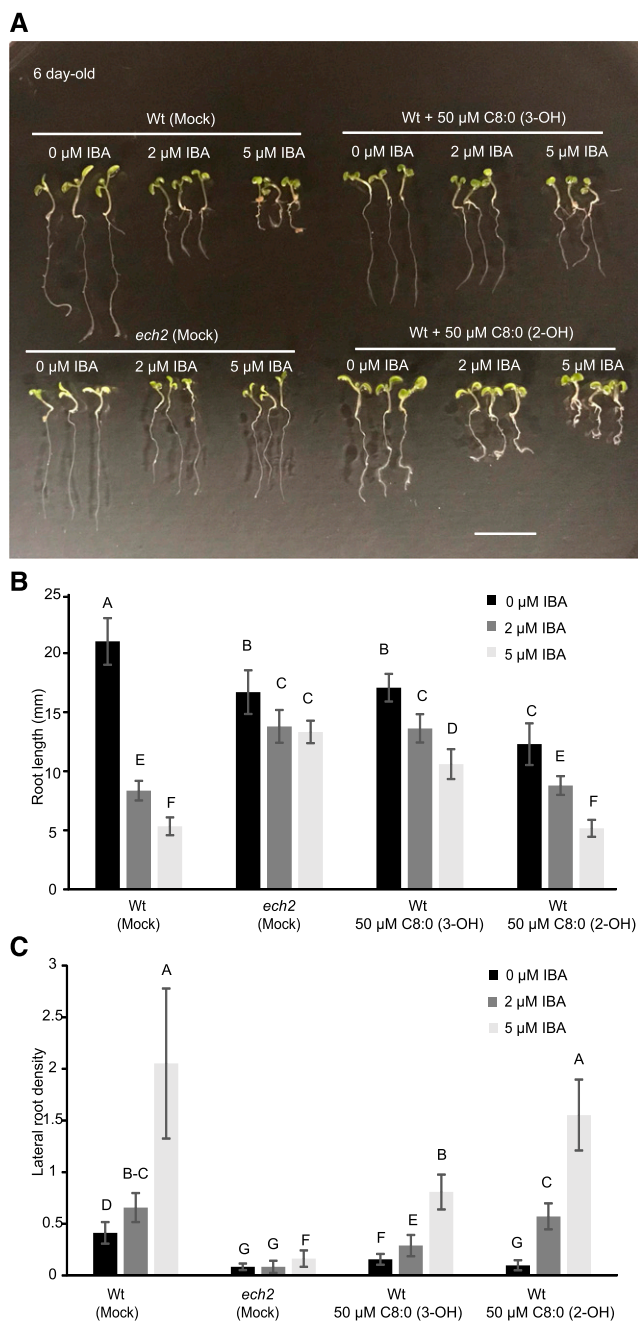 A
6 day-old
Wt (Mock)
Wt + 50 µM C8:0 (3-OH)
0 µM IBA 2 µM IBA 5 µM IBA
0 µM IBA 2 µM IBA 5 µM IBA
ech2 (Mock)
Wt + 50 µM C8:0 (2-OH)
0 µM IBA 2 µM IBA 5 µM IBA
0 µM IBA 2 µM IBA 5 µM IBA
B
Root length (mm)
25
20
15
10
5
0
0 µM IBA
2 µM IBA
5 µM IBA
A E F
B C C
B C D
C E F
Wt
(Mock)
ech2
(Mock)
Wt
50 µM C8:0 (3-OH)
Wt
50 µM C8:0 (2-OH)
C
Lateral root density
3
2.5
2
1.5
1
0.5
0
0 µM IBA
2 µM IBA
5 µM IBA
D B-C A
G G F
F E B
G C A
Wt
(Mock)
ech2
(Mock)
Wt
50 µM C8:0 (3-OH)
Wt
50 µM C8:0 (2-OH)